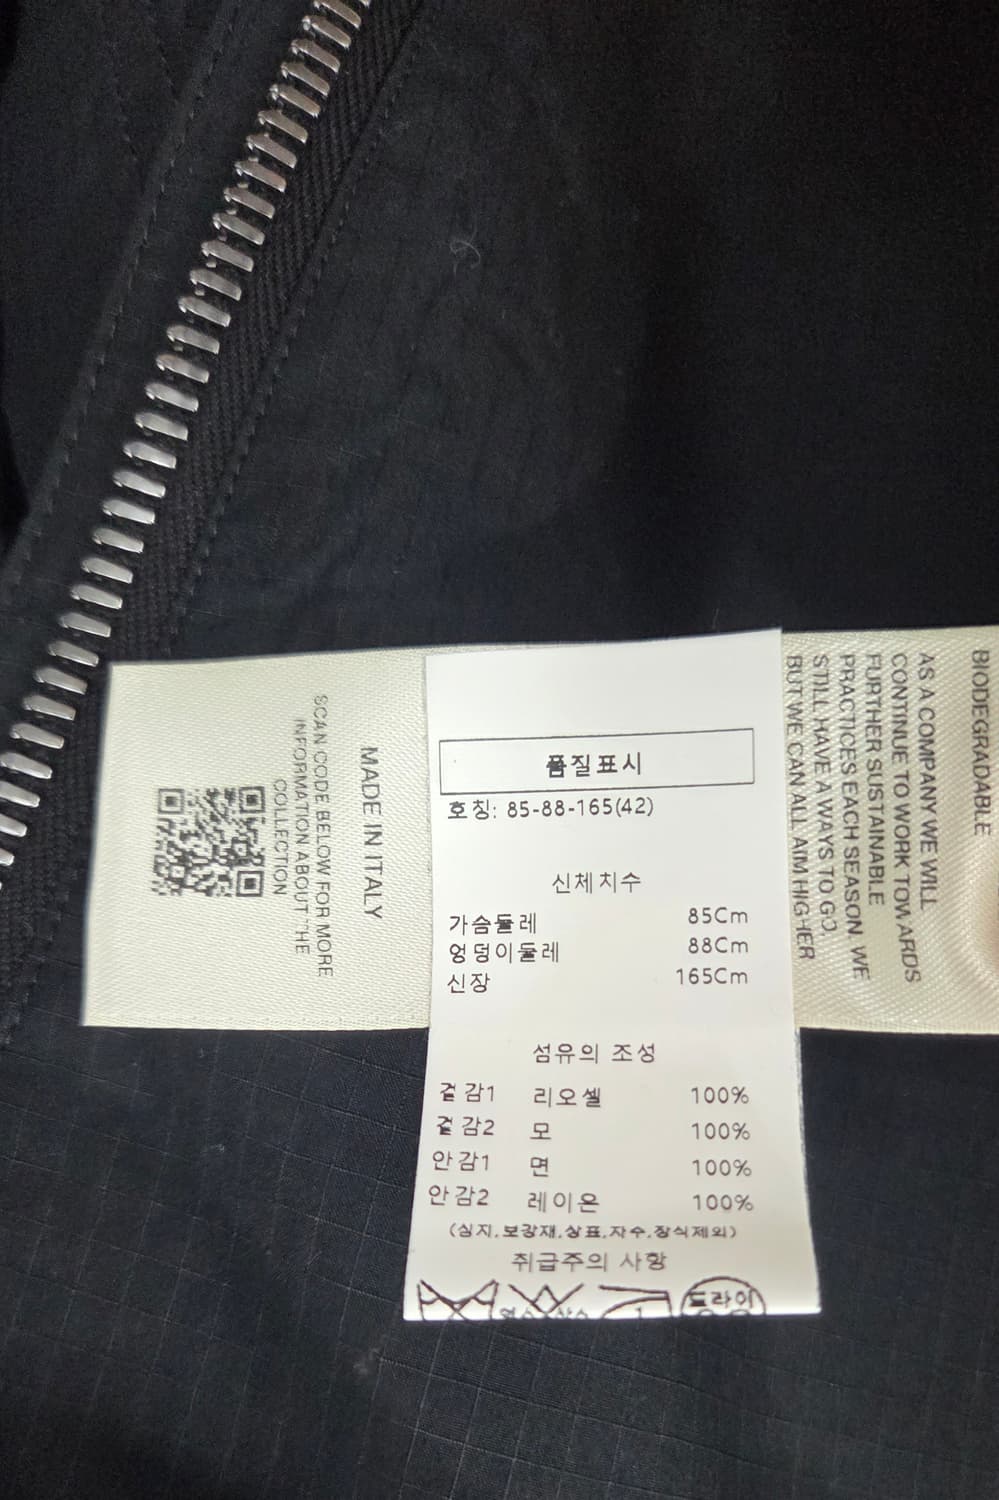 SCAN CODE BELOW FOR MORE
INFORMATION ABOUT THE
COLLECTION
MADE IN ITALY
품질표시
호칭: 85-88-165(42)
신체치수
가슴둘레 85Cm
엉덩이둘레 88Cm
신장 165Cm
섬유의 조성
겉감1 리오셀 100%
겉감2 모 100%
안감1 면 100%
안감2 레이온 100%
(심지,보강재,상표,자수,장식제외)
취급주의 사항
드라이
BIODEGRADABLE
AS A COMPANY WE WILL
CONTINUE TO WORK TOWARDS
FURTHER SUSTAINABLE
PRACTICES EACH SEASON. WE
STILL HAVE A WAYS TO GO,
BUT WE CAN ALL AIM HIGHER